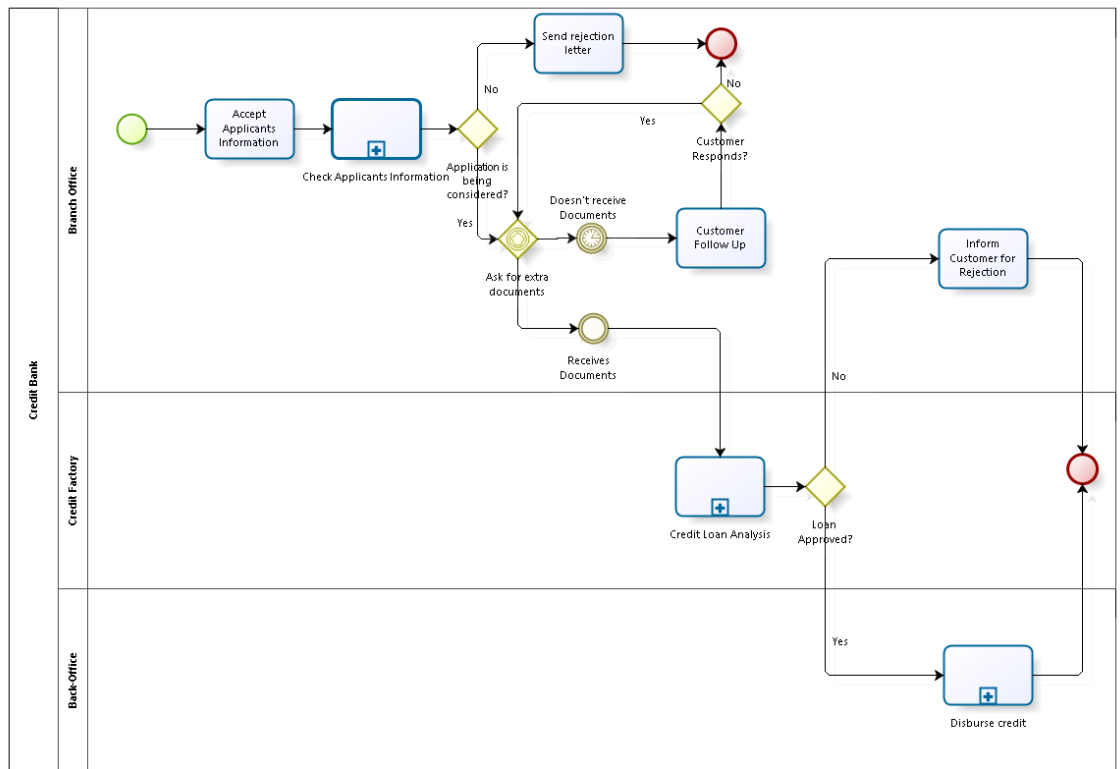 Credit Bank
Branch Office
Send rejection
letter
No
No
Accept
Applicants
Information
Yes
Customer
Responds?
Check Applicants Information
Application is
being
considered?
Doesn't receive
Documents
Yes
Customer
Follow Up
Inform
Customer for
Rejection
Ask for extra
documents
Receives
Documents
No
Credit Factory
Credit Loan Analysis
Loan
Approved?
Back-Office
Yes
Disburse credit